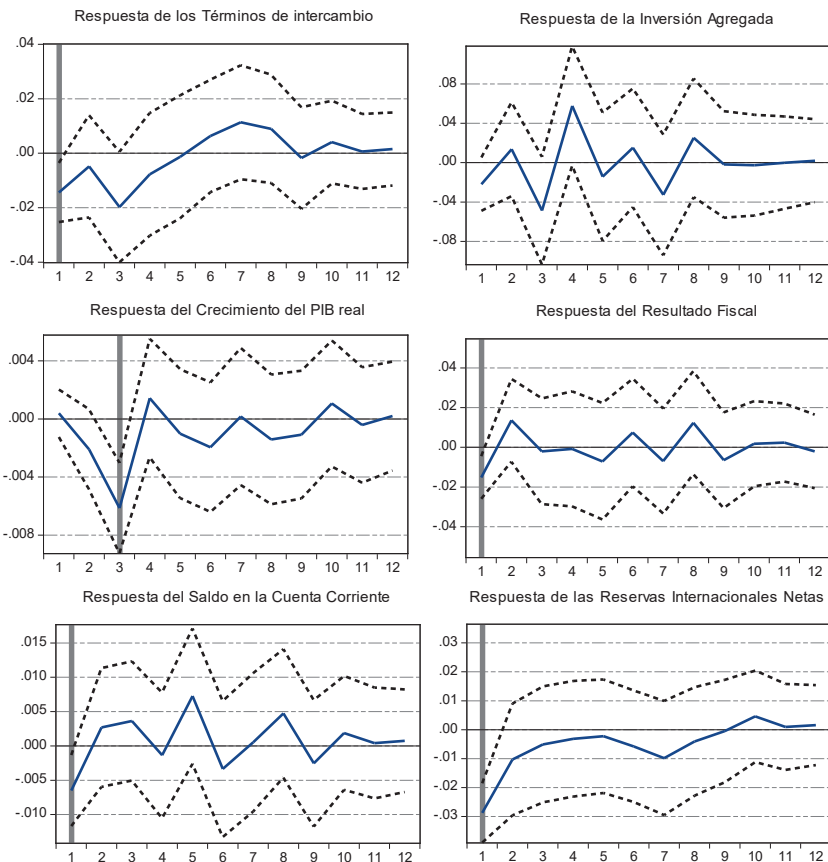 Respuesta de los Términos de intercambio
.04
.02
.00
-.02
-.04
1 2 3 4 5 6 7 8 9 10 11 12
Respuesta de la Inversión Agregada
.08
.04
.00
-.04
-.08
1 2 3 4 5 6 7 8 9 10 11 12
Respuesta del Crecimiento del PIB real
.004
.000
-.004
-.008
1 2 3 4 5 6 7 8 9 10 11 12
Respuesta del Resultado Fiscal
.04
.02
.00
-.02
-.04
1 2 3 4 5 6 7 8 9 10 11 12
Respuesta del Saldo en la Cuenta Corriente
.015
.010
.005
.000
-.005
-.010
1 2 3 4 5 6 7 8 9 10 11 12
Respuesta de las Reservas Internacionales Netas
.03
.02
.01
.00
-.01
-.02
-.03
1 2 3 4 5 6 7 8 9 10 11 12